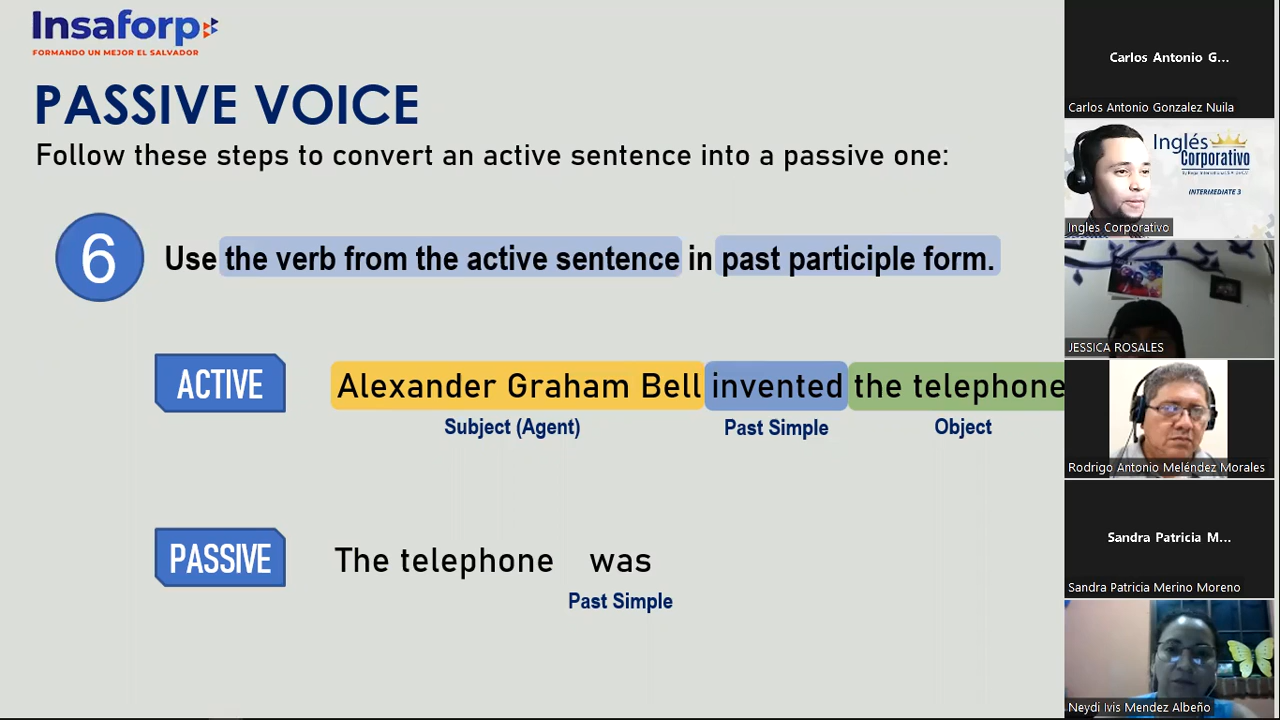 Insaforp
FORMANDO UN MEJOR EL SALVADOR
PASSIVE VOICE
Follow these steps to convert an active sentence into a passive one:
6
Use the verb from the active sentence in past participle form.
ACTIVE
Alexander Graham Bell invented the telephone
Subject (Agent)
Past Simple
Object
PASSIVE
The telephone was
Past Simple
Carlos Antonio G...
Carlos Antonio Gonzalez Nuila
Inglés
Corporativo
INTERMEDIATE 3
Ingles Corporativo
JESSICA ROSALES
Rodrigo Antonio Meléndez Morales
Sandra Patricia M...
Sandra Patricia Merino Moreno
Neydi Ivis Mendez Albeño